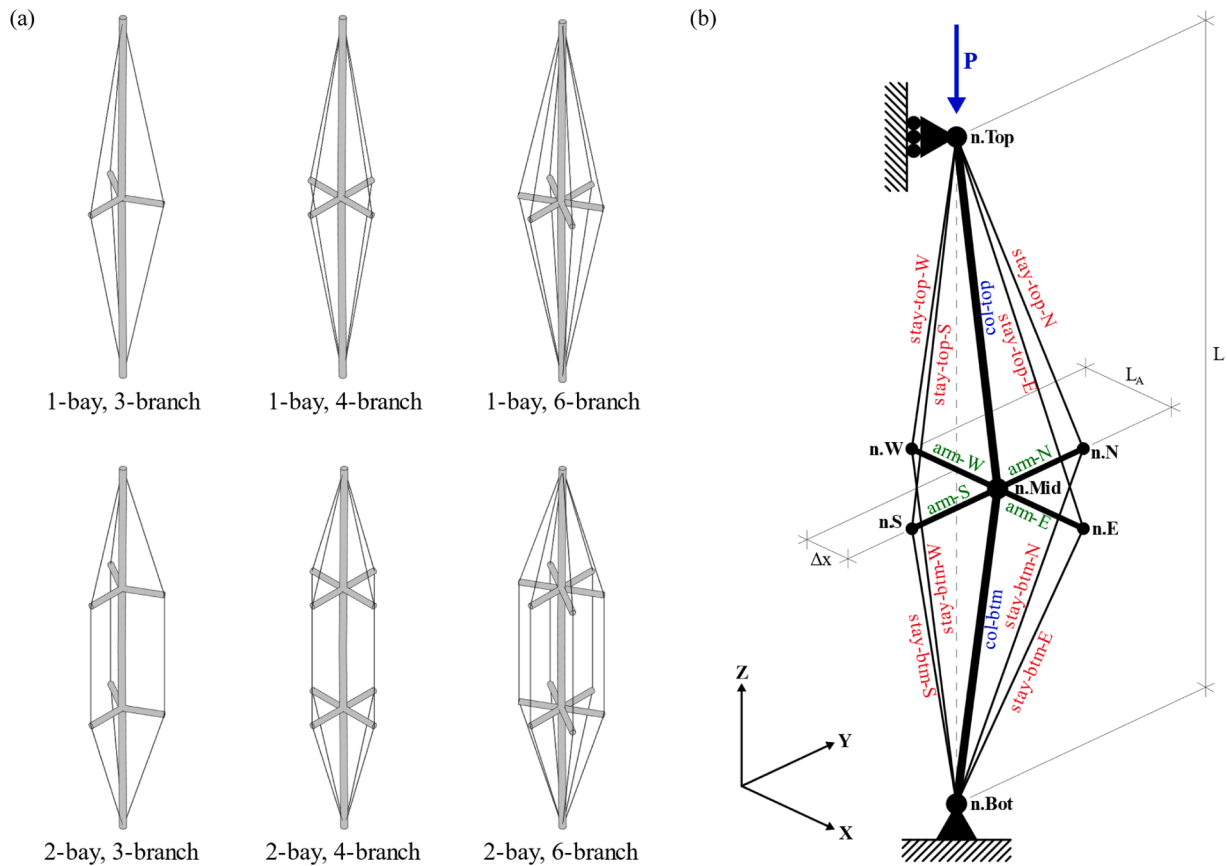 (a)
1-bay, 3-branch
1-bay, 4-branch
1-bay, 6-branch
2-bay, 3-branch
2-bay, 4-branch
2-bay, 6-branch
(b)
P
n.Top
L
stay-top-W
stay-top-S
col-top
stay-top-E
stay-top-N
L_A
n.W
arm-W
arm-N
n.N
n.Mid
arm-S
n.S
arm-E
n.E
Δx
stay-btm-W
stay-btm-S
col-btm
stay-btm-N
stay-btm-E
Z
Y
X
n.Bot